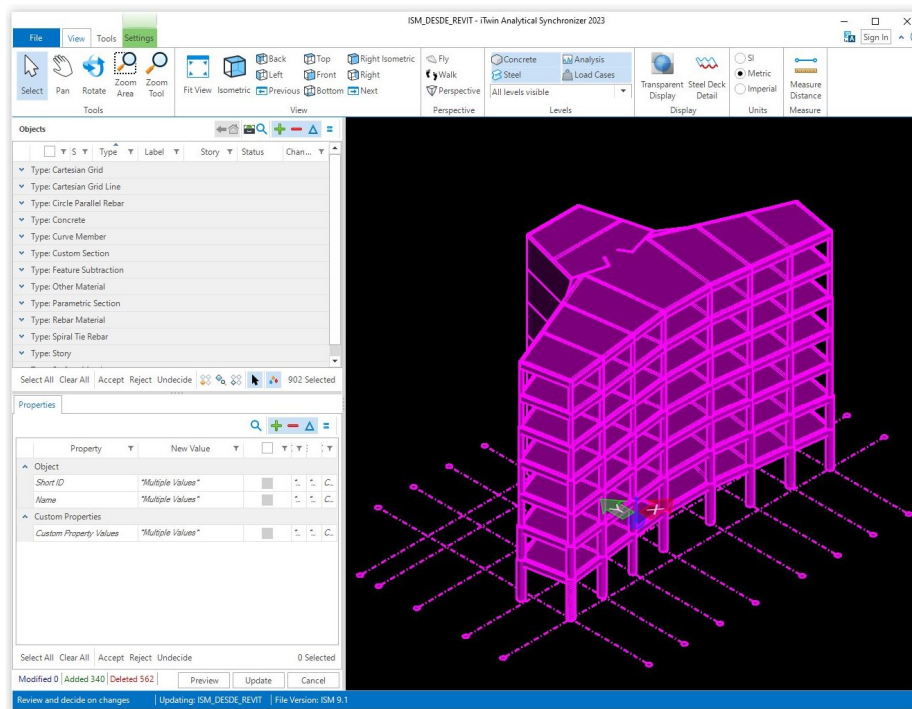 ISM_DESDE_REVIT - iTwin Analytical Synchronizer 2023
File View Tools Settings Sign In
Select Pan Rotate Zoom Area Zoom Tool
Tools
Fit View Isometric
Back Top Right Isometric
Left Front Right
Previous Bottom Next
View
Fly
Walk
Perspective
Perspective
Concrete Analysis
Steel Load Cases
All levels visible
Levels
Transparent Display Steel Deck Detail
Display
SI
Metric
Imperial
Units
Measure Distance
Measure
Objects
S Type Label Story Status Chan...
Type: Cartesian Grid
Type: Cartesian Grid Line
Type: Circle Parallel Rebar
Type: Concrete
Type: Curve Member
Type: Custom Section
Type: Feature Subtraction
Type: Other Material
Type: Parametric Section
Type: Rebar Material
Type: Spiral Tie Rebar
Type: Story
Select All Clear All Accept Reject Undecide 902 Selected
Properties
Property New Value
Object
Short ID *Multiple Values* *.. *.. C..
Name *Multiple Values* *.. *.. C..
Custom Properties
Custom Property Values *Multiple Values* *.. *.. C..
Select All Clear All Accept Reject Undecide 0 Selected
Modified 0 Added 340 Deleted 562 Preview Update Cancel
Review and decide on changes Updating: ISM_DESDE_REVIT File Version: ISM 9.1
Y X